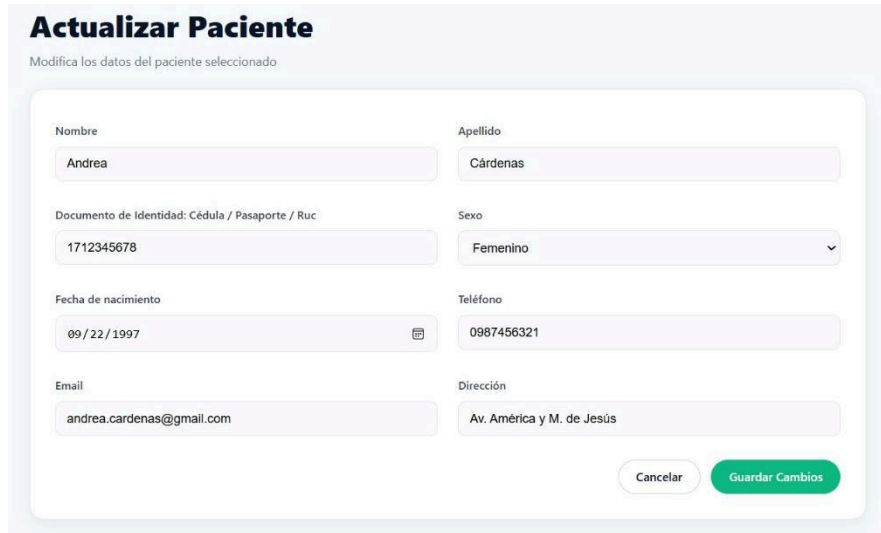 Actualizar Paciente
Modifica los datos del paciente seleccionado
Nombre
Apellido
Andrea
Cárdenas
Documento de Identidad: Cédula / Pasaporte / Ruc
Sexo
1712345678
Femenino
Fecha de nacimiento
Teléfono
09/22/1997
0987456321
Email
Dirección
andrea.cardenas@gmail.com
Av. América y M. de Jesús
Cancelar
Guardar Cambios